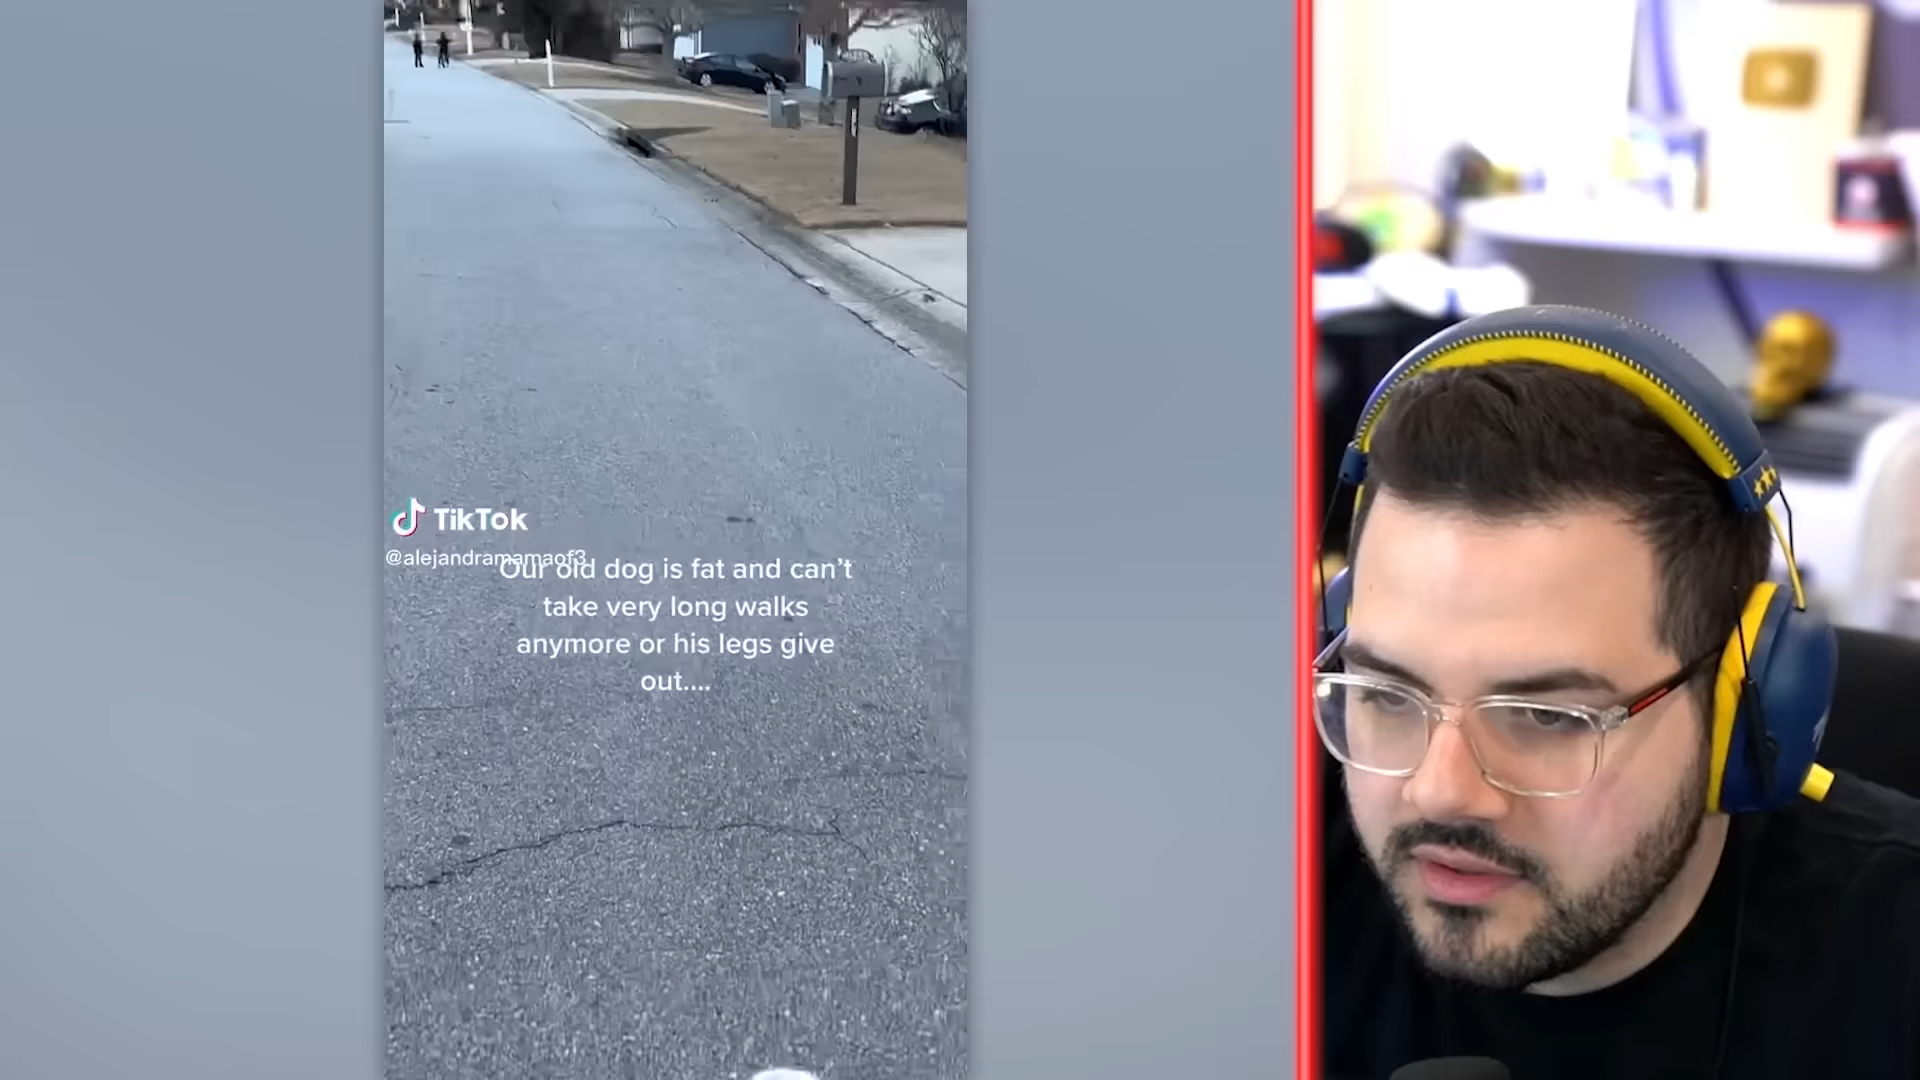 TikTok
@alejandramamaof3
Our old dog is fat and can’t
take very long walks
anymore or his legs give
out....